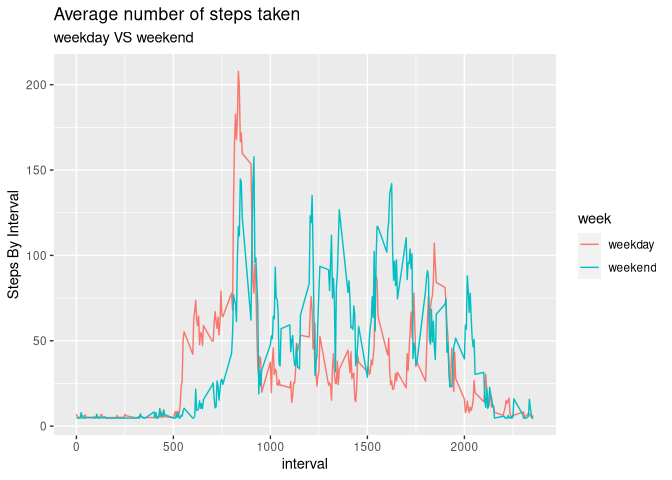 Average number of steps taken
weekday VS weekend
200
150
100
50
0
Steps By Interval
0 500 1000 1500 2000
interval
week
weekday
weekend